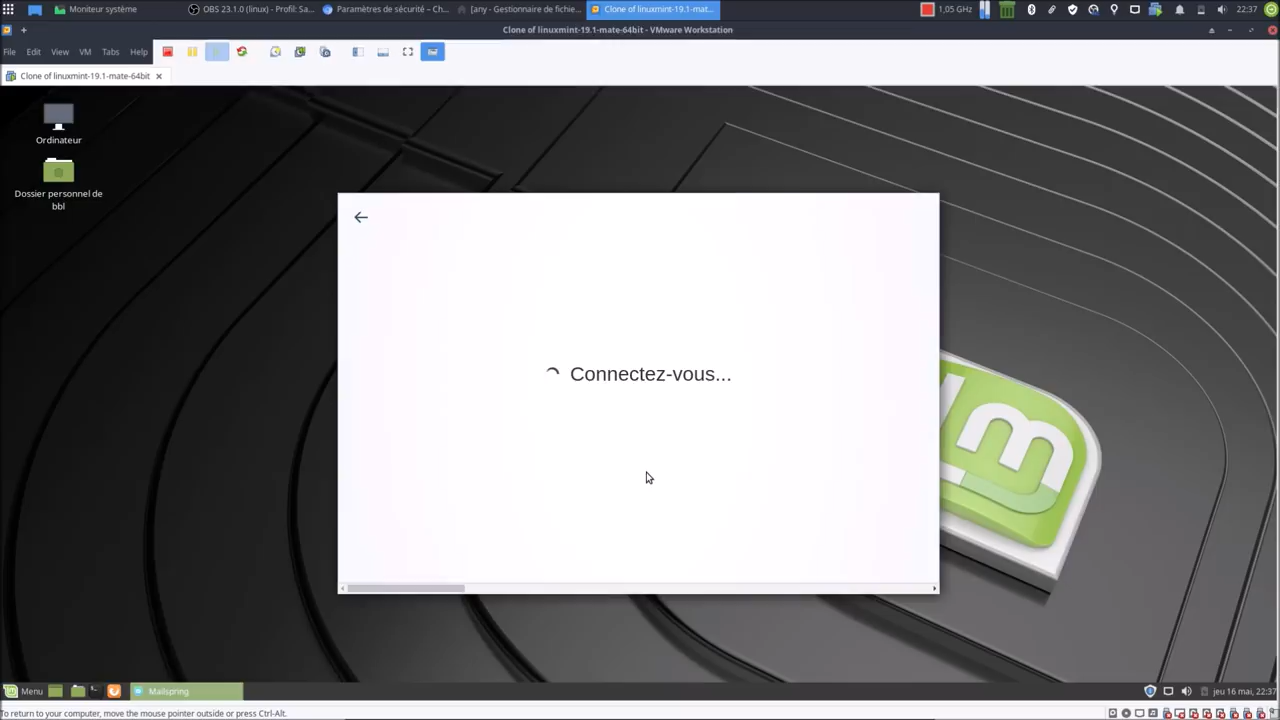 Moniteur système
OBS 23.1.0 (linux) - Profil: Sa...
Paramètres de sécurité – Ch...
[any - Gestionnaire de fichie...
Clone of linuxmint-19.1-mat...
1,05 GHz
22:37
Clone of linuxmint-19.1-mate-64bit - VMware Workstation
File Edit View VM Tabs Help
Clone of linuxmint-19.1-mate-64bit
Ordinateur
Dossier personnel de
bbl
Connectez-vous...
Menu
Mailspring
jeu 16 mai, 22:37
To return to your computer, move the mouse pointer outside or press Ctrl-Alt.